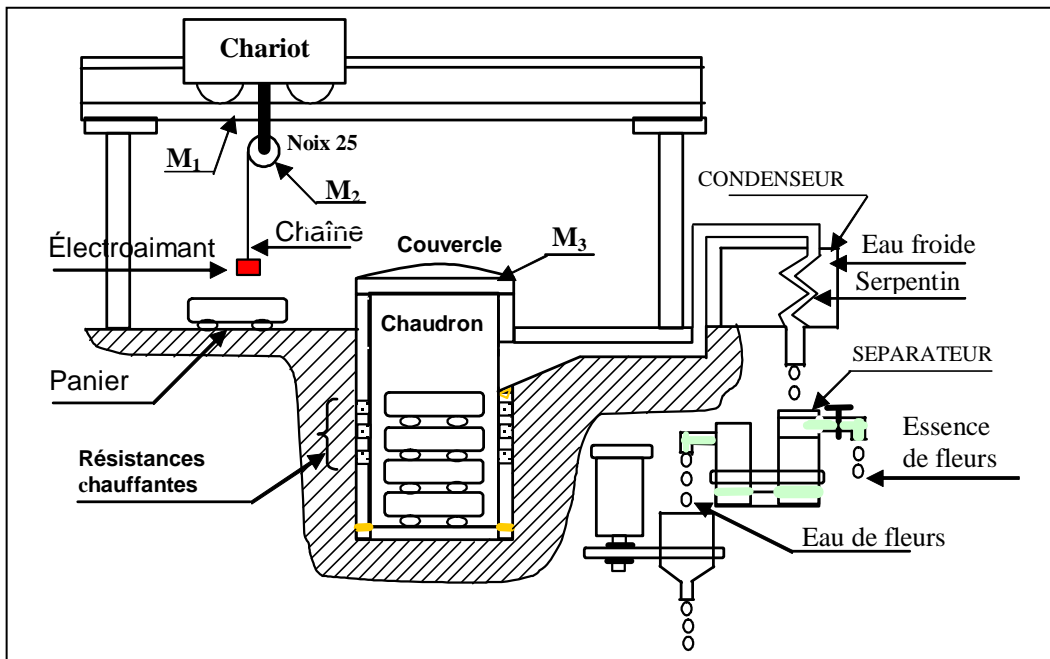 Chariot
Noix 25
M1
M2
CONDENSEUR
Électroaimant
Chaîne
Couvercle
M3
Eau froide
Serpentin
Chaudron
Panier
SEPARATEUR
Résistances
chauffantes
Essence
de fleurs
Eau de fleurs